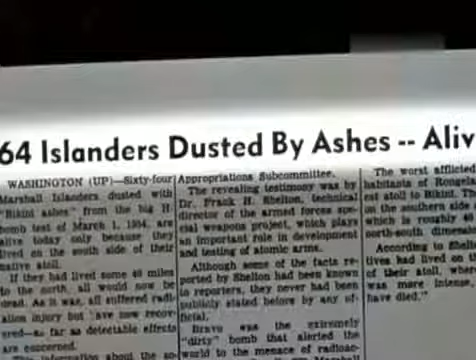 64 Islanders Dusted By Ashes -- Aliv
WASHINGTON (UP)—Sixty-four
Marshall Islanders dusted with
"Bikini ashes" from the big H
bomb test of March 1, 1954, are
alive today only because they
lived on the south side of their
native atoll.
If they had lived some 40 miles
to the north, all would now be
dead. As it was, all suffered radi-
ation injury but have now recov-
ered—as far as detectable effects
are concerned.
The information about the
Appropriations Subcommittee.
The revealing testimony was by
Dr. Frank H. Shelton, technical
director of the armed forces spe-
cial weapons project, which plays
an important role in development
and testing of atomic arms.
Although some of the facts re-
ported by Shelton had been known
to reporters, they never had been
publicly stated before by any of-
ficial.
Bravo was the extremely
"dirty" bomb that alerted the
world to the menace of radioac-
The worst afflicted
habitants of Rongela
est atoll to Bikini,
on the southern side
which is roughly
north-south dimens
According to Shelto
tives had lived on th
of their atoll, whe
was more intense,
have died."